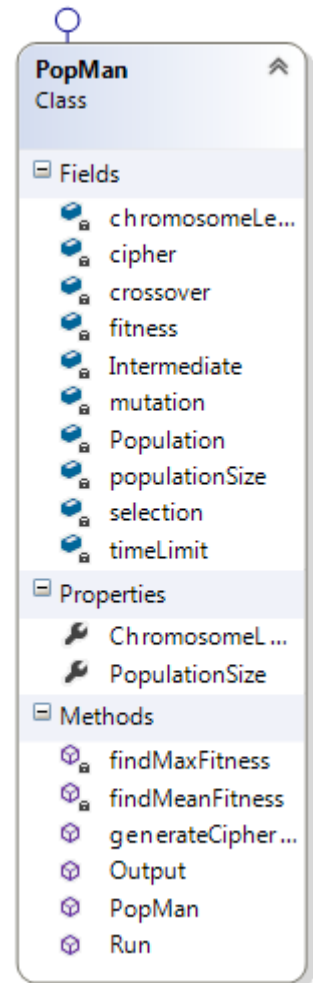 PopMan
Class
Fields
chromosomeLe...
cipher
crossover
fitness
Intermediate
mutation
Population
populationSize
selection
timeLimit
Properties
ChromosomeL...
PopulationSize
Methods
findMaxFitness
findMeanFitness
generateCipher...
Output
PopMan
Run